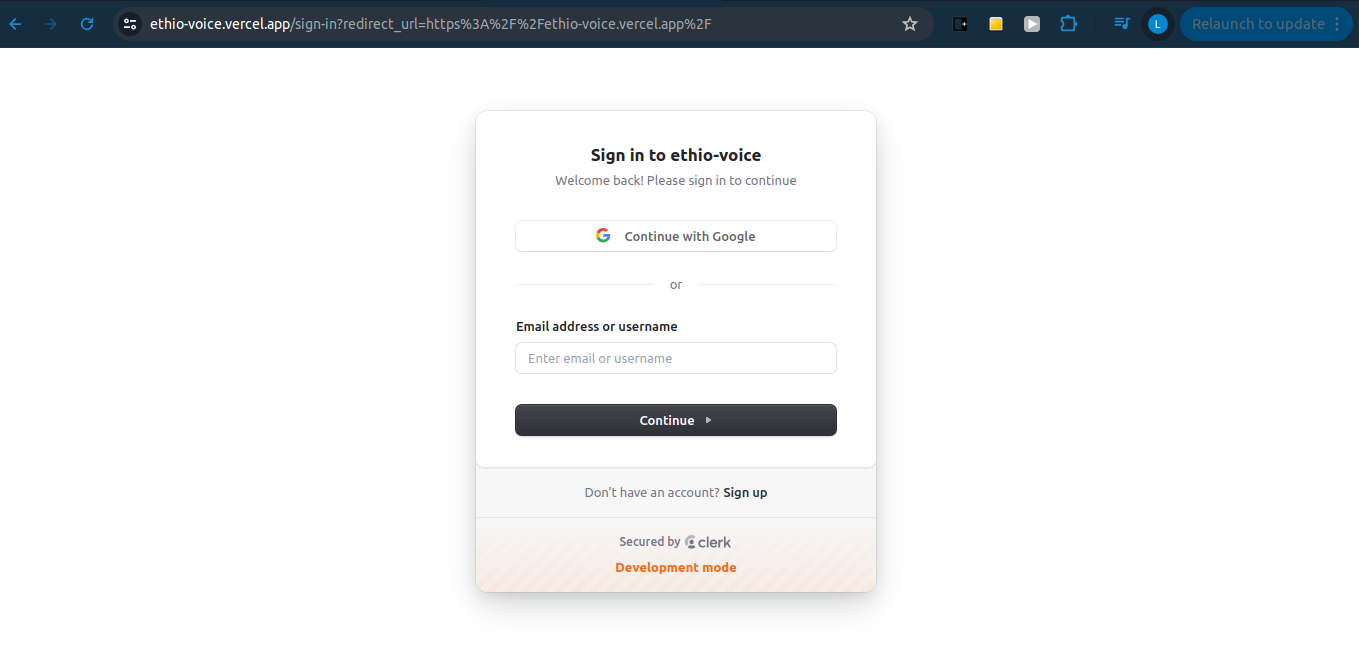 ethio-voice.vercel.app/sign-in?redirect_url=https%3A%2F%2Fethio-voice.vercel.app%2F
L
Relaunch to update
Sign in to ethio-voice
Welcome back! Please sign in to continue
Continue with Google
or
Email address or username
Enter email or username
Continue
Don't have an account? Sign up
Secured by clerk
Development mode